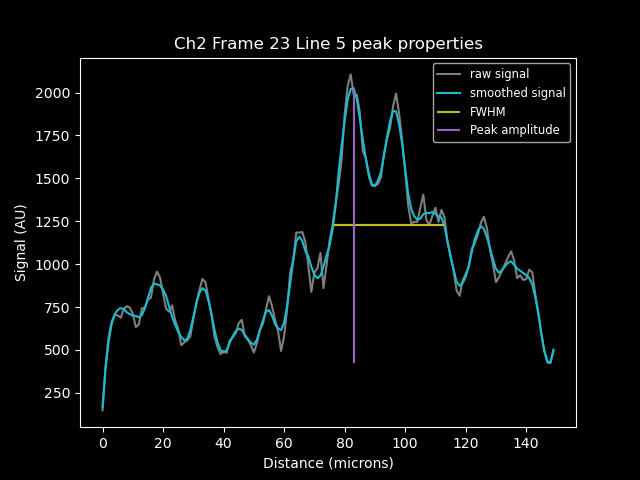 Ch2 Frame 23 Line 5 peak properties
raw signal
smoothed signal
FWHM
Peak amplitude
Signal (AU)
2000
1750
1500
1250
1000
750
500
250
0 20 40 60 80 100 120 140
Distance (microns)